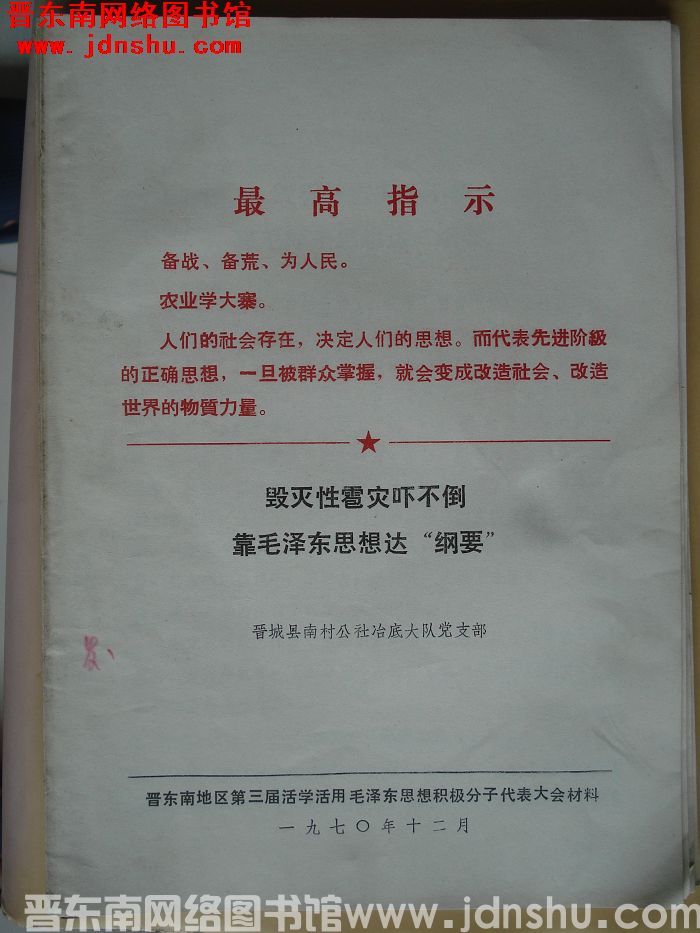 晋东南网络图书馆
www.jdnshu.com
最高指示
备战、备荒、为人民。
农业学大寨。
人们的社会存在，决定人们的思想。而代表先进阶级
的正确思想，一旦被群众掌握，就会变成改造社会、改造
世界的物質力量。
毁灭性雹灾吓不倒
靠毛泽东思想达“纲要”
晋城县南村公社冶底大队党支部
晋东南地区第三届活学活用毛泽东思想积极分子代表大会材料
一九七〇年十二月
晋东南网络图书馆www.jdnshu.com